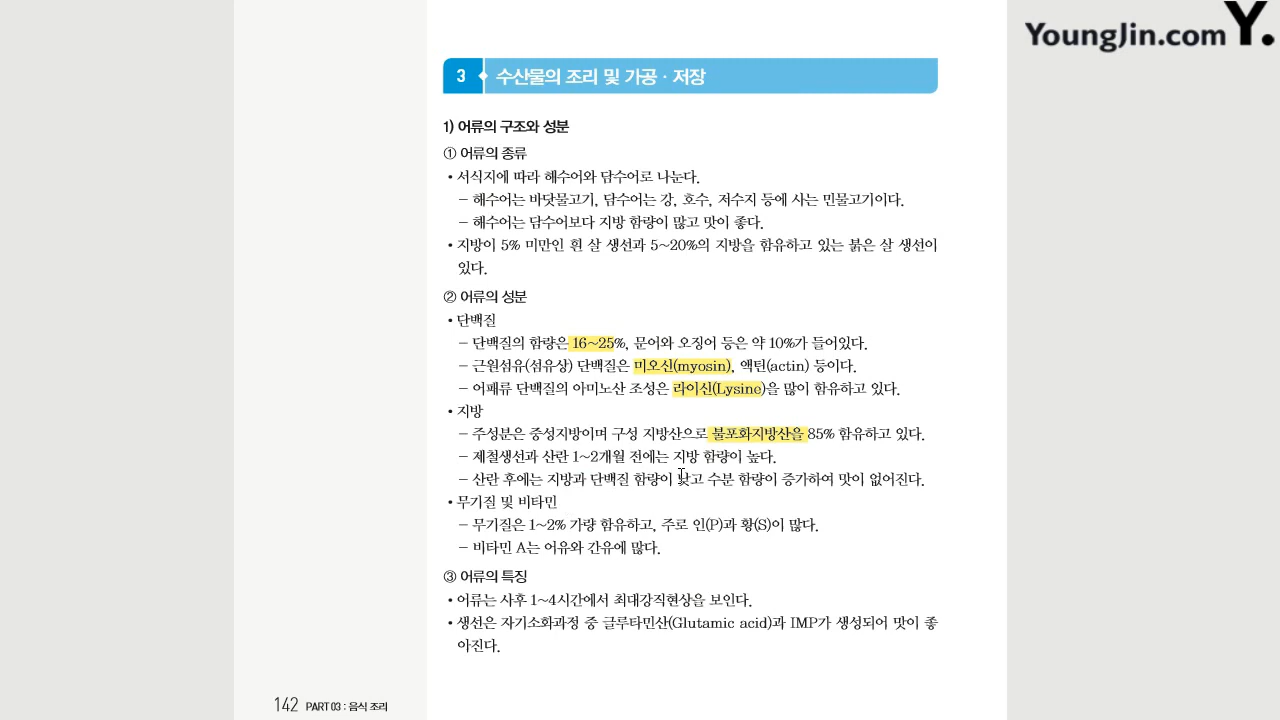 YoungJin.com Y.
3 수산물의 조리 및 가공 · 저장
1) 어류의 구조와 성분
① 어류의 종류
• 서식지에 따라 해수어와 담수어로 나눈다.
– 해수어는 바닷물고기, 담수어는 강, 호수, 저수지 등에 사는 민물고기이다.
– 해수어는 담수어보다 지방 함량이 많고 맛이 좋다.
• 지방이 5% 미만인 흰 살 생선과 5~20%의 지방을 함유하고 있는 붉은 살 생선이
있다.
② 어류의 성분
• 단백질
– 단백질의 함량은 16~25%, 문어와 오징어 등은 약 10%가 들어있다.
– 근원섬유(섬유상) 단백질은 미오신(myosin), 액틴(actin) 등이다.
– 어패류 단백질의 아미노산 조성은 라이신(Lysine)을 많이 함유하고 있다.
• 지방
– 주성분은 중성지방이며 구성 지방산으로 불포화지방산을 85% 함유하고 있다.
– 제철생선과 산란 1~2개월 전에는 지방 함량이 높다.
– 산란 후에는 지방과 단백질 함량이 낮고 수분 함량이 증가하여 맛이 없어진다.
• 무기질 및 비타민
– 무기질은 1~2% 가량 함유하고, 주로 인(P)과 황(S)이 많다.
– 비타민 A는 어유와 간유에 많다.
③ 어류의 특징
• 어류는 사후 1~4시간에서 최대강직현상을 보인다.
• 생선은 자기소화과정 중 글루타민산(Glutamic acid)과 IMP가 생성되어 맛이 좋
아진다.
142 PART 03 : 음식 조리